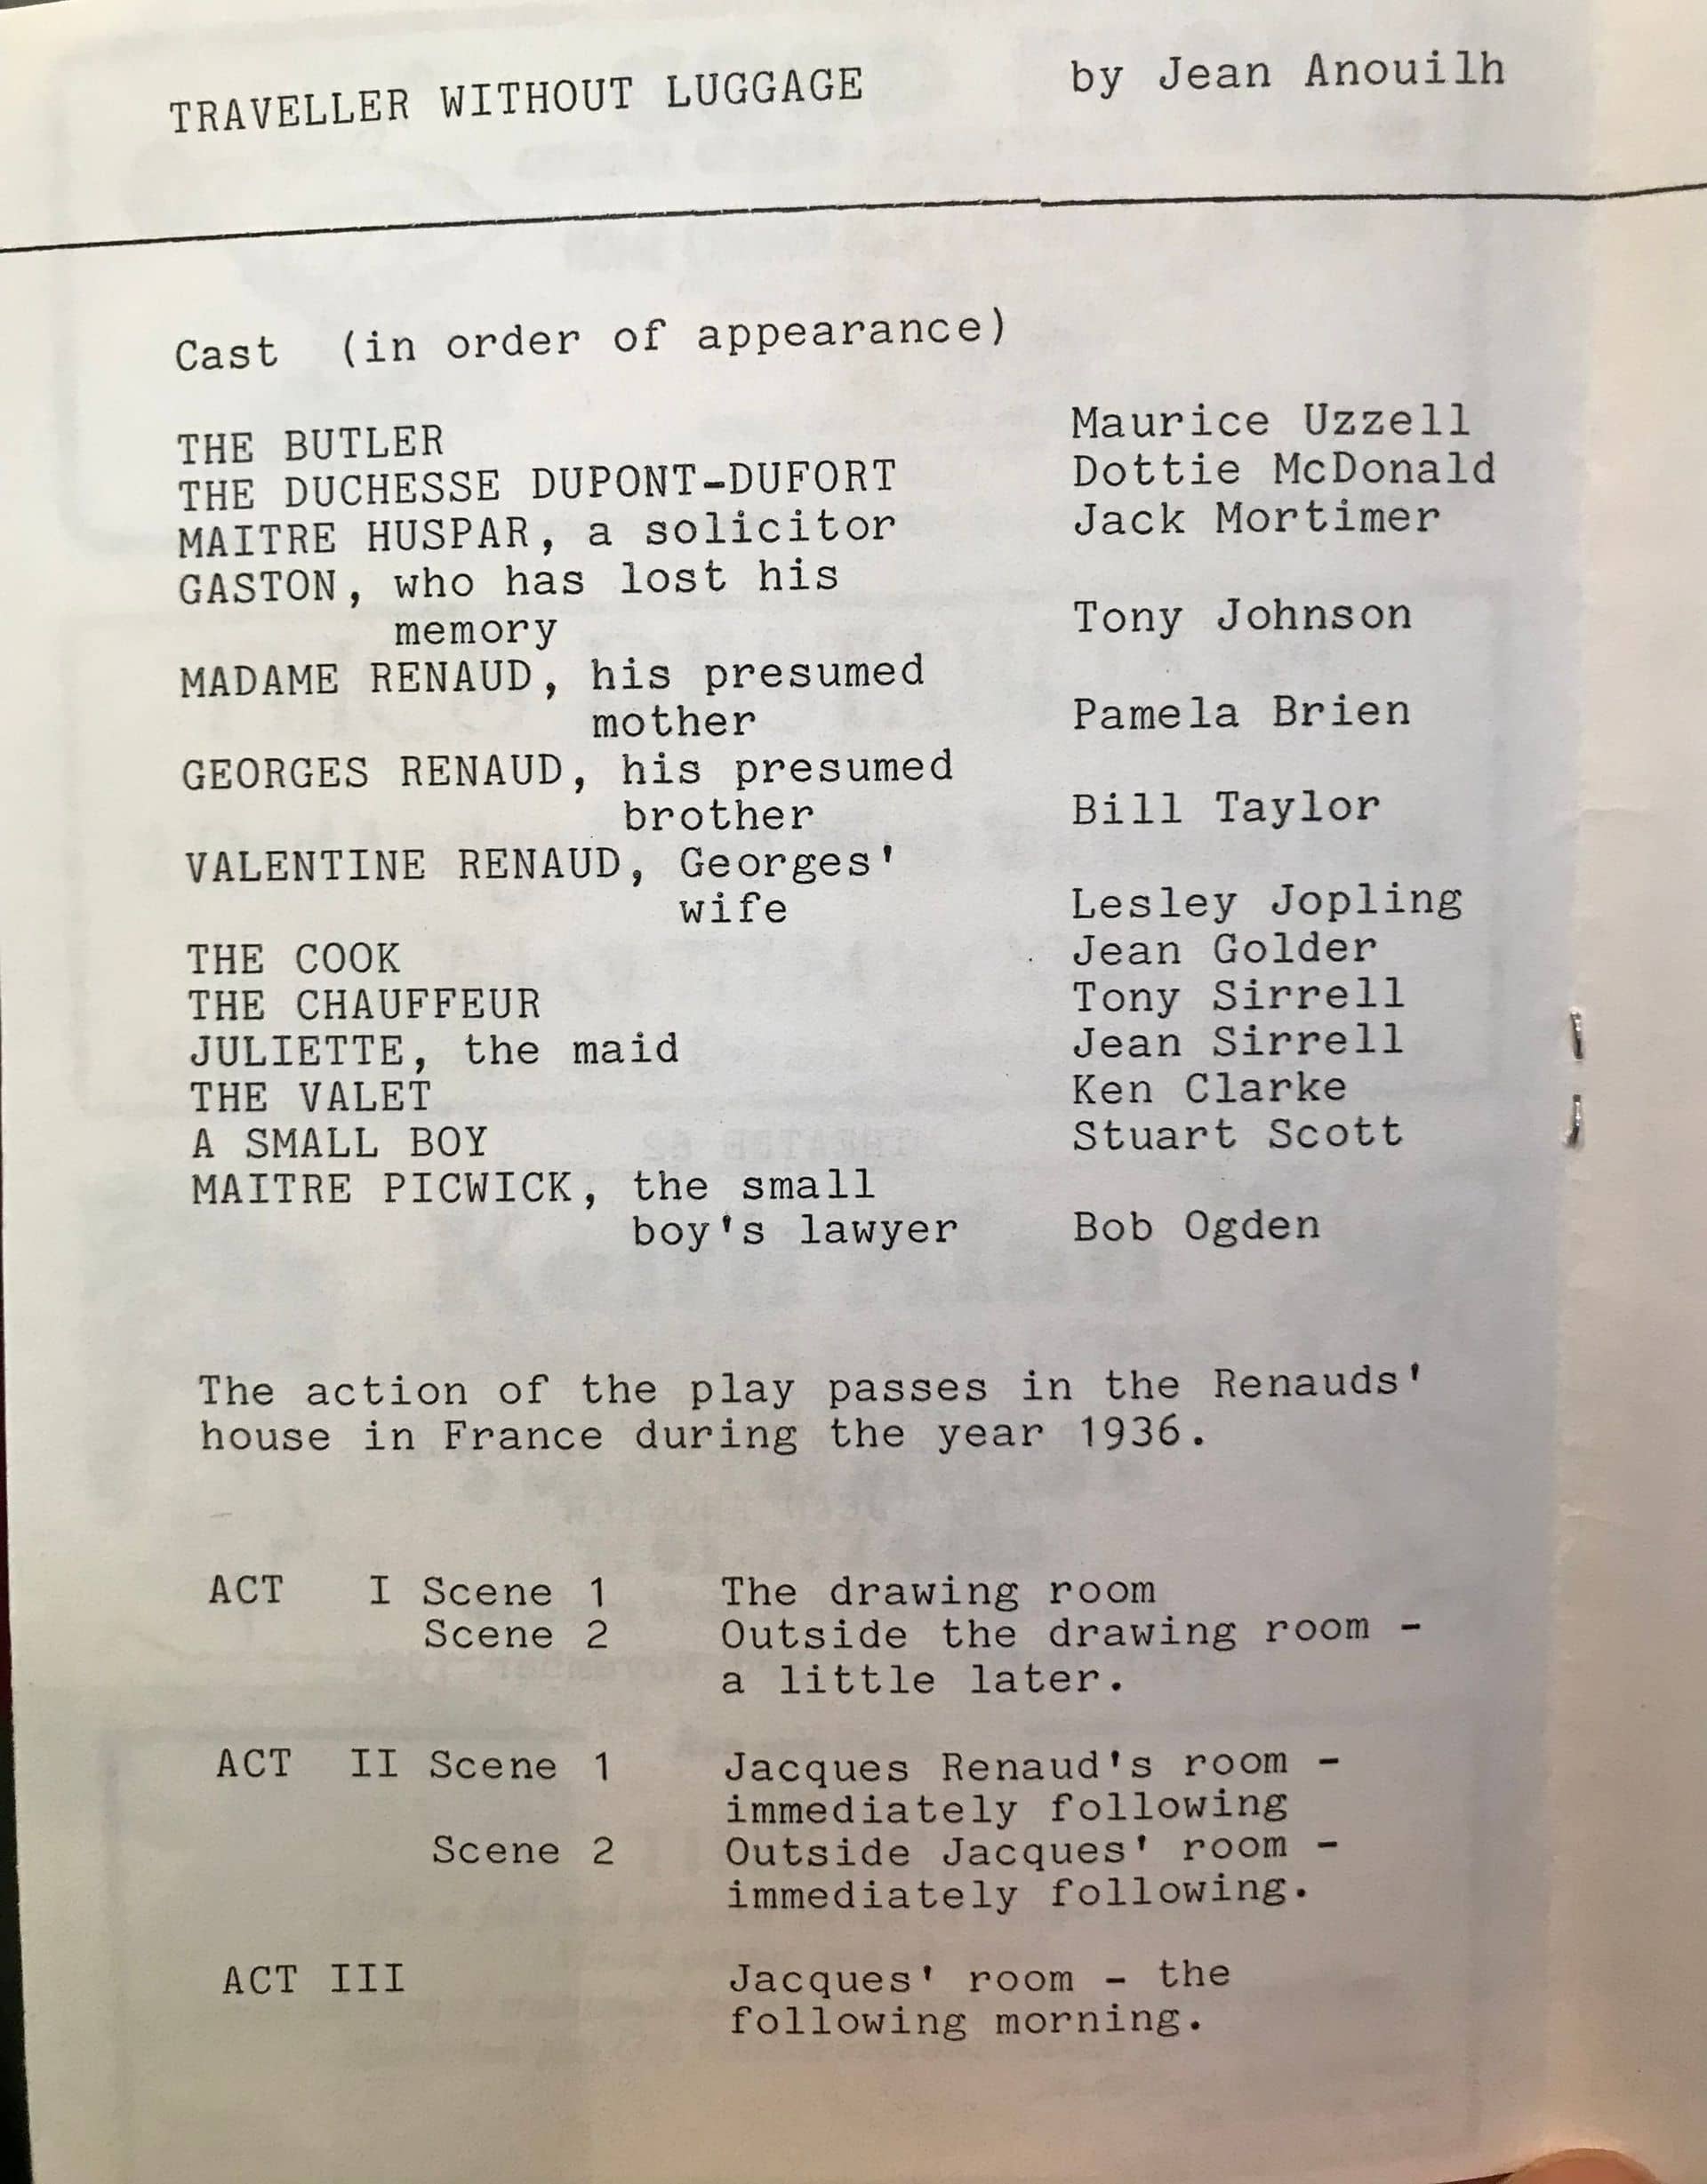 TRAVELLER WITHOUT LUGGAGE by Jean Anouilh
Cast (in order of appearance)
THE BUTLER Maurice Uzzell
THE DUCHESSE DUPONT-DUFORT Dottie McDonald
MAITRE HUSPAR, a solicitor Jack Mortimer
GASTON, who has lost his
memory Tony Johnson
MADAME RENAUD, his presumed
mother Pamela Brien
GEORGES RENAUD, his presumed
brother Bill Taylor
VALENTINE RENAUD, Georges'
wife Lesley Jopling
THE COOK Jean Golder
THE CHAUFFEUR Tony Sirrell
JULIETTE, the maid Jean Sirrell
THE VALET Ken Clarke
A SMALL BOY Stuart Scott
MAITRE PICWICK, the small
boy's lawyer Bob Ogden
The action of the play passes in the Renauds'
house in France during the year 1936.
ACT I Scene 1 The drawing room
Scene 2 Outside the drawing room -
a little later.
ACT II Scene 1 Jacques Renaud's room -
immediately following
Scene 2 Outside Jacques' room -
immediately following.
ACT III Jacques' room - the
following morning.